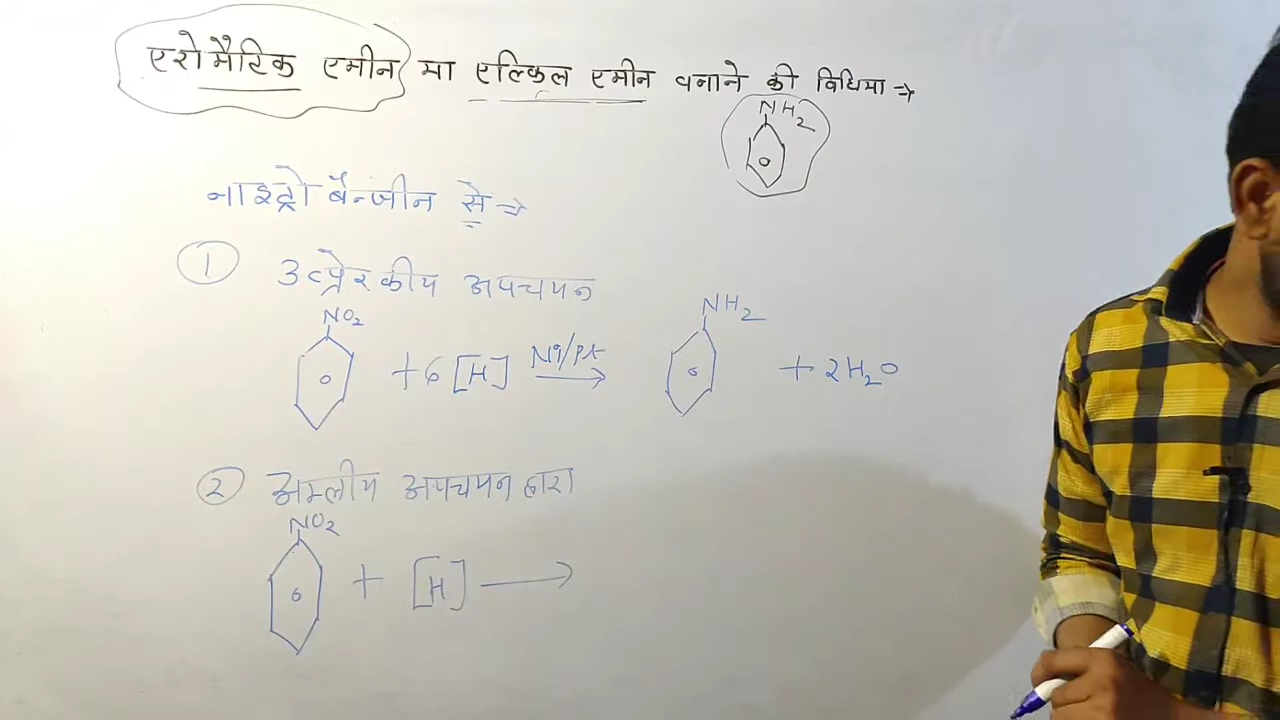 एरोमैटिक एमीन या एल्किल एमीन बनाने की विधिया ⇒
NH2
नाइट्रो बैन्जीन से ⇒
1 उत्प्रेरकीय अपचयन
NO2 + 6 [H] Ni/Pt → NH2 + 2H2O
2 अम्लीय अपचयन द्वारा
NO2 + [H] →